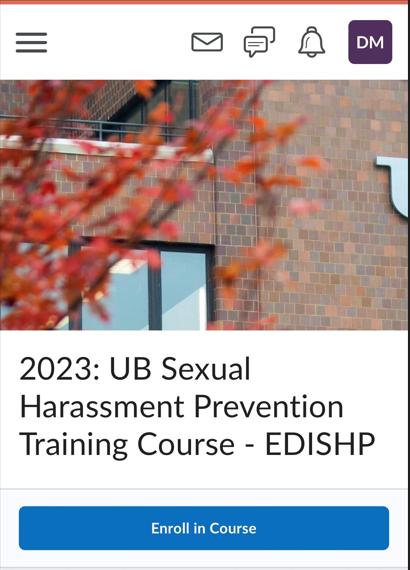 DM
2023: UB Sexual
Harassment Prevention
Training Course - EDISHP
Enroll in Course